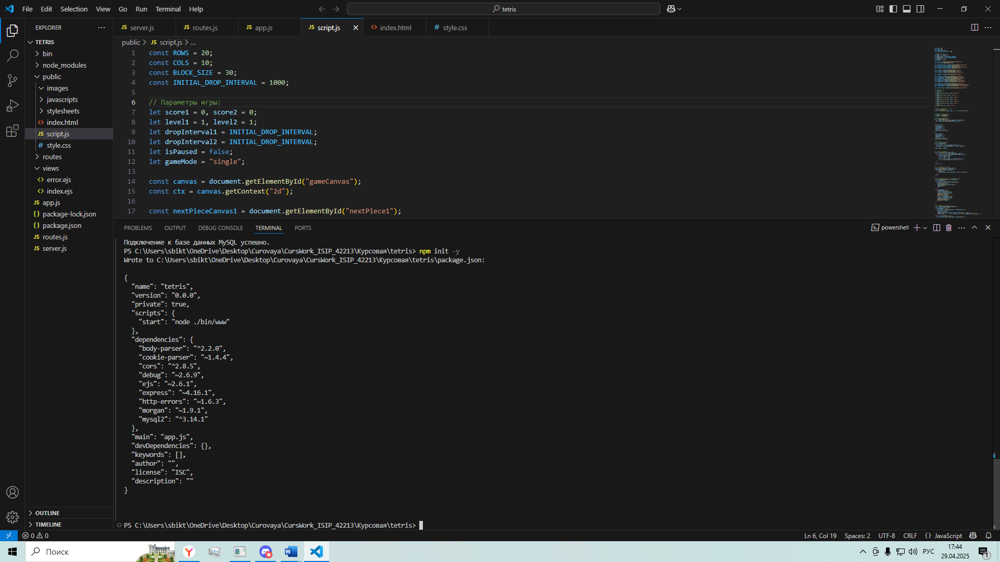 File Edit Selection View Go Run Terminal Help
tetris
EXPLORER
TETRIS
bin
node_modules
public
images
javascripts
stylesheets
index.html
JS script.js
# style.css
routes
views
error.ejs
index.ejs
JS app.js
{} package-lock.json
{} package.json
JS routes.js
JS server.js
OUTLINE
TIMELINE
JS server.js JS routes.js JS app.js JS script.js index.html # style.css
public > JS script.js > ...
1 const ROWS = 20;
2 const COLS = 10;
3 const BLOCK_SIZE = 30;
4 const INITIAL_DROP_INTERVAL = 1000;
5
6 // Параметры игры:
7 let score1 = 0, score2 = 0;
8 let level1 = 1, level2 = 1;
9 let dropInterval1 = INITIAL_DROP_INTERVAL;
10 let dropInterval2 = INITIAL_DROP_INTERVAL;
11 let isPaused = false;
12 let gameMode = "single";
13
14 const canvas = document.getElementById("gameCanvas");
15 const ctx = canvas.getContext("2d");
16
17 const nextPieceCanvas1 = document.getElementById("nextPiece1");
PROBLEMS OUTPUT DEBUG CONSOLE TERMINAL PORTS
powershell
Подключение к базе данных MySQL успешно.
PS C:\Users\sbikt\OneDrive\Desktop\Curovaya\CursWork_ISIP_42213\Курсовая\tetris> npm init -y
Wrote to C:\Users\sbikt\OneDrive\Desktop\Curovaya\CursWork_ISIP_42213\Курсовая\tetris\package.json:
{
"name": "tetris",
"version": "0.0.0",
"private": true,
"scripts": {
"start": "node ./bin/www"
},
"dependencies": {
"body-parser": "^2.2.0",
"cookie-parser": "~1.4.4",
"cors": "^2.8.5",
"debug": "~2.6.9",
"ejs": "~2.6.1",
"express": "~4.16.1",
"http-errors": "~1.6.3",
"morgan": "~1.9.1",
"mysql2": "^3.14.1"
},
"main": "app.js",
"devDependencies": {},
"keywords": [],
"author": "",
"license": "ISC",
"description": ""
}
PS C:\Users\sbikt\OneDrive\Desktop\Curovaya\CursWork_ISIP_42213\Курсовая\tetris>
0 0
Ln 6, Col 19 Spaces: 2 UTF-8 CRLF {} JavaScript
Поиск
РУС
17:44
29.04.2025
1